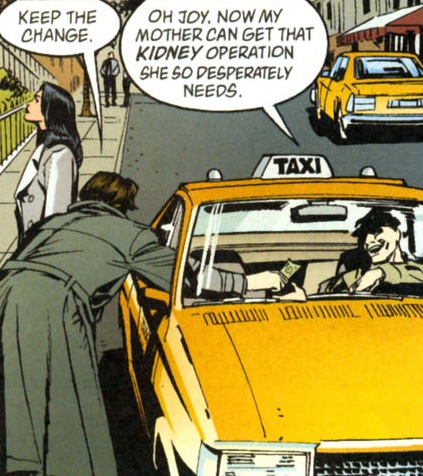 KEEP THE
CHANGE.
OH JOY. NOW MY
MOTHER CAN GET THAT
KIDNEY OPERATION
SHE SO DESPERATELY
NEEDS.
TAXI